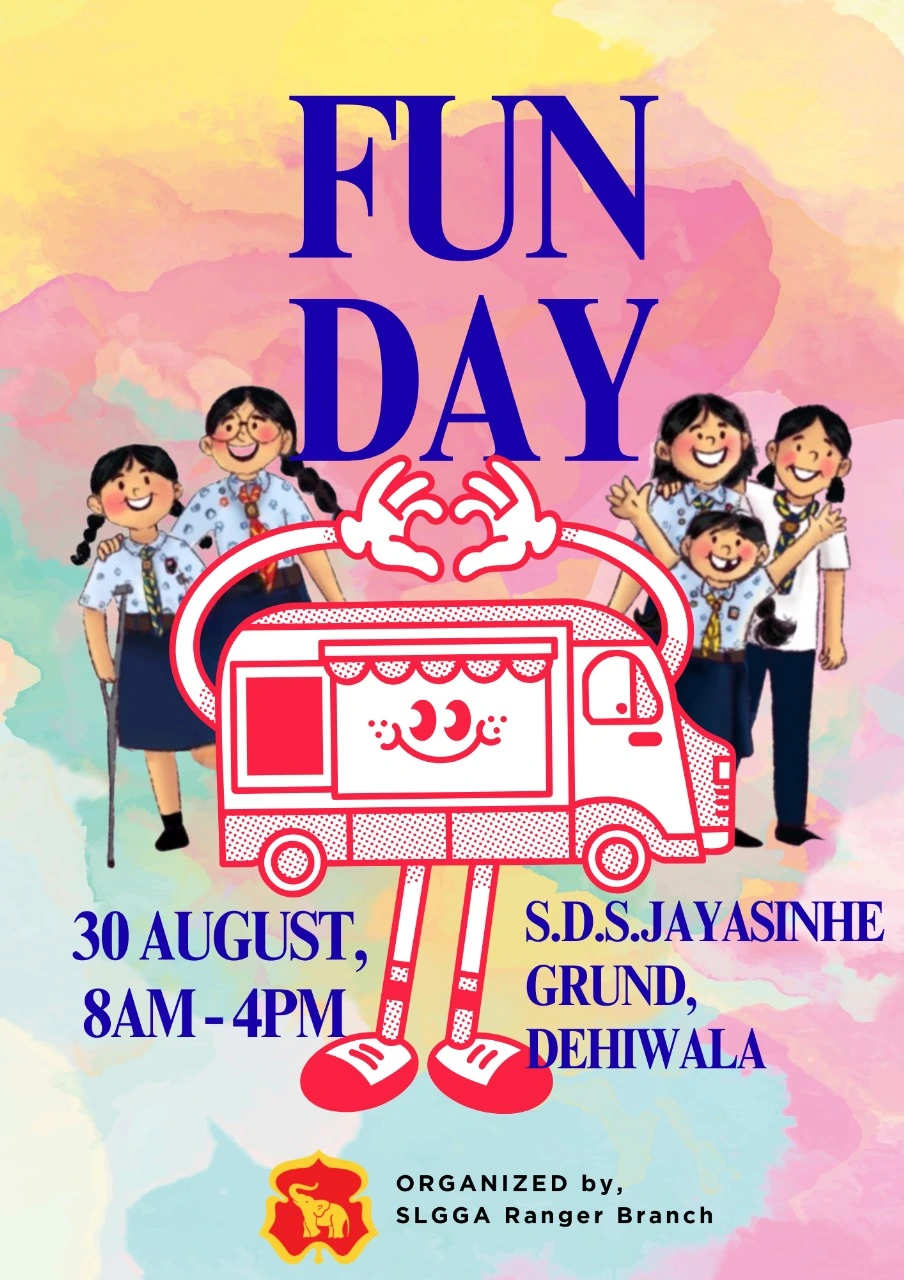 FUN
DAY
30 AUGUST,
8AM - 4PM
S.D.S.JAYASINHE
GRUND,
DEHIWALA
ORGANIZED by,
SLGGA Ranger Branch